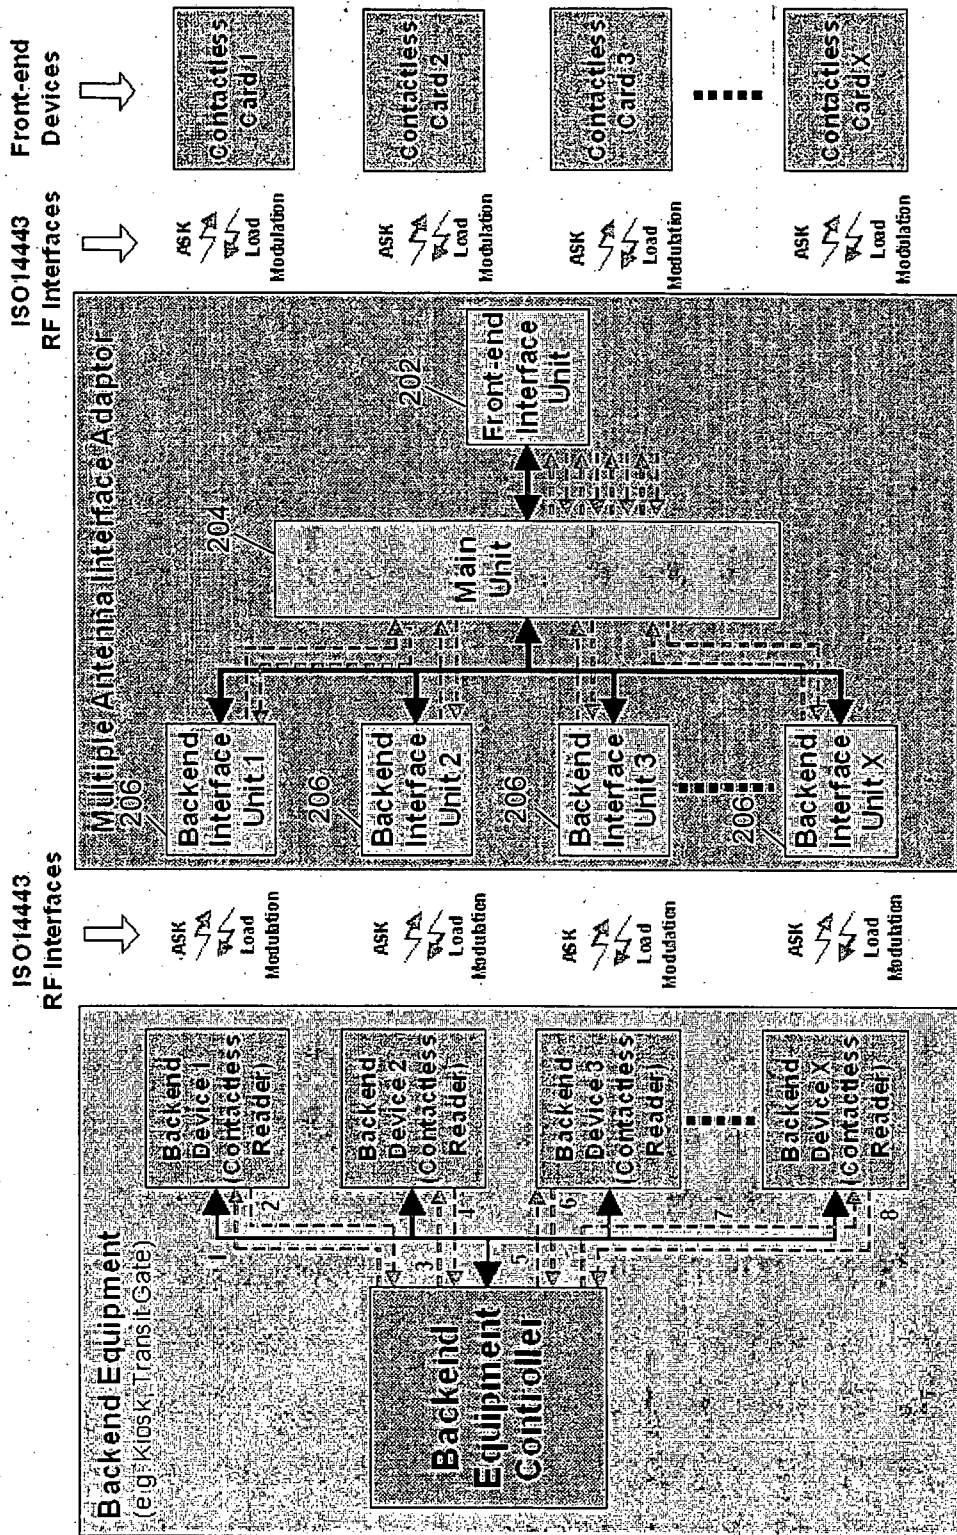 Backend Equipment
(e.g. Kiosk, Transit Gate)
Backend
Equipment
Controller
1
2
3
4
5
6
7
8
Backend
Device 1
(Contactless
Reader)
Backend
Device 2
(Contactless
Reader)
Backend
Device 3
(Contactless
Reader)
Backend
Device X
(Contactless
Reader)
ISO14443
RF Interfaces
ASK
Load
Modulation
ASK
Load
Modulation
ASK
Load
Modulation
ASK
Load
Modulation
Multiple Antenna Interface Adaptor
206
Backend
Interface
Unit 1
206
Backend
Interface
Unit 2
206
Backend
Interface
Unit 3
206
Backend
Interface
Unit X
204
Main
Unit
202
Front-end
Interface
Unit
ISO14443
RF Interfaces
ASK
Load
Modulation
ASK
Load
Modulation
ASK
Load
Modulation
ASK
Load
Modulation
Front-end
Devices
Contactless
Card 1
Contactless
Card 2
Contactless
Card 3
Contactless
Card X